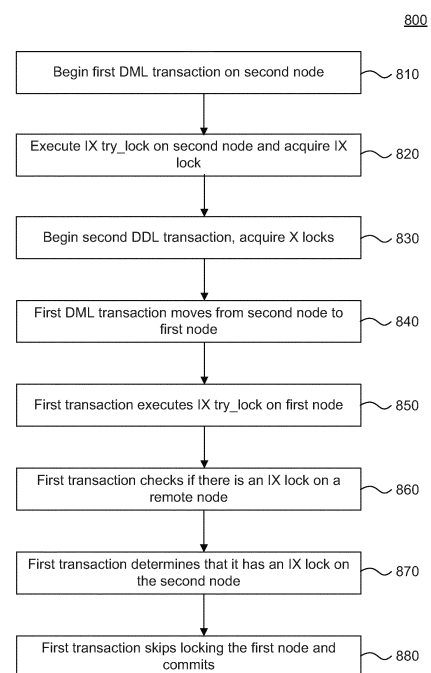 800
Begin first DML transaction on second node
810
Execute IX try_lock on second node and acquire IX
lock
820
Begin second DDL transaction, acquire X locks
830
First DML transaction moves from second node to
first node
840
First transaction executes IX try_lock on first node
850
First transaction checks if there is an IX lock on a
remote node
860
First transaction determines that it has an IX lock on
the second node
870
First transaction skips locking the first node and
commits
880